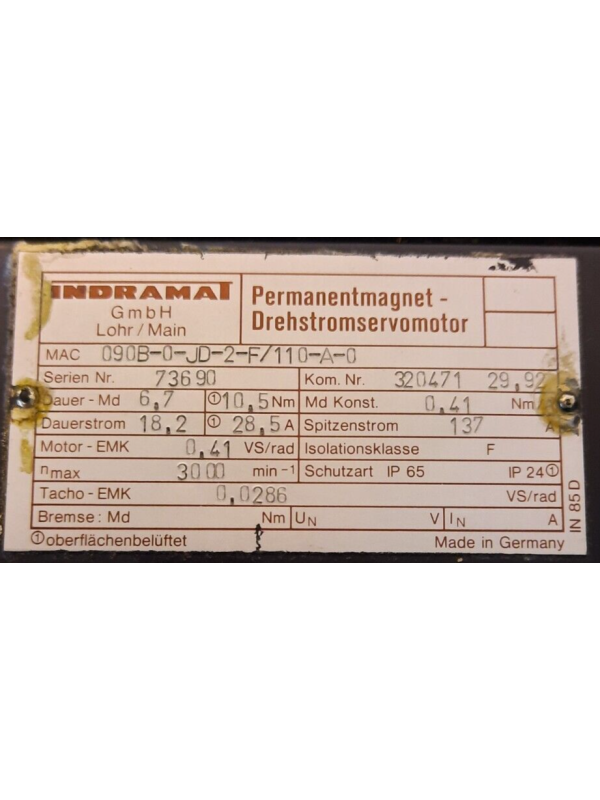 INDRAMAT
GmbH
Lohr/Main
Permanentmagnet -
Drehstromservomotor
MAC 090B-0-JD-2-F/110-A-0
Serien Nr. 73690 Kom. Nr. 320471 29,92
Dauer - Md 6,7 ①10,5 Nm Md Konst. 0,41 Nm
Dauerstrom 18,2 ① 28,5 A Spitzenstrom 137 A
Motor - EMK 0,41 VS/rad Isolationsklasse F
nmax 3000 min-1 Schutzart IP 65 IP 24①
Tacho - EMK 0,0286 VS/rad
Bremse: Md Nm UN V IN A
①oberflächenbelüftet Made in Germany
IN 85 D